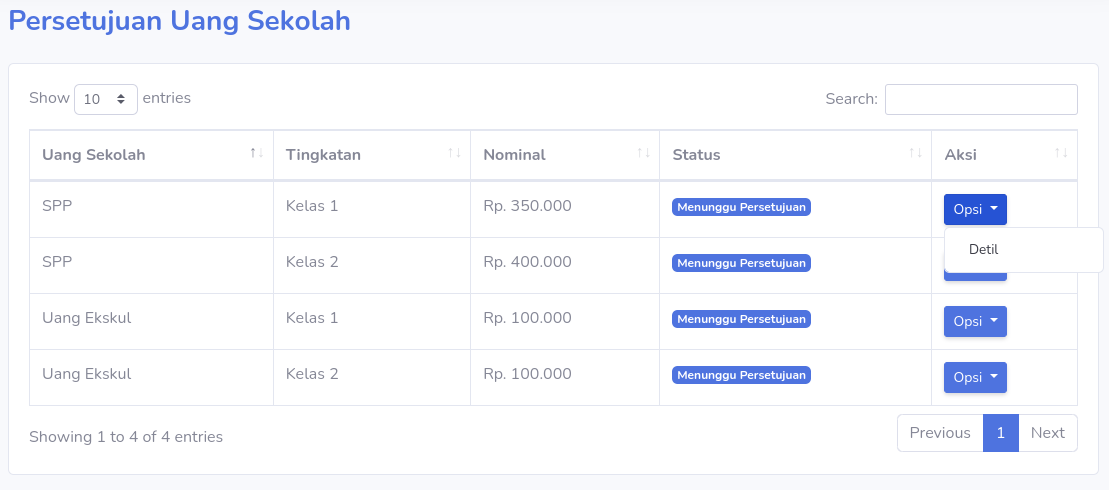 Persetujuan Uang Sekolah
Show 10 entries Search:
Uang Sekolah Tingkatan Nominal Status Aksi
SPP Kelas 1 Rp. 350.000 Menunggu Persetujuan Opsi
Detil
SPP Kelas 2 Rp. 400.000 Menunggu Persetujuan
Uang Ekskul Kelas 1 Rp. 100.000 Menunggu Persetujuan Opsi
Uang Ekskul Kelas 2 Rp. 100.000 Menunggu Persetujuan Opsi
Showing 1 to 4 of 4 entries Previous 1 Next